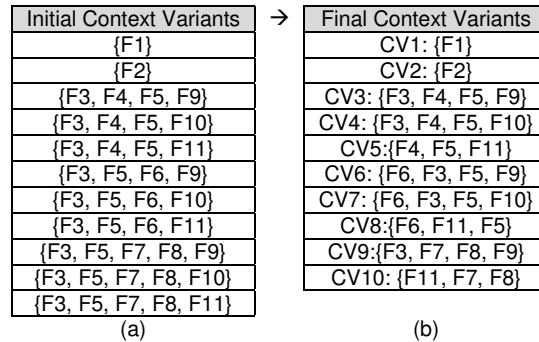 Initial Context Variants → Final Context Variants
{F1} CV1: {F1}
{F2} CV2: {F2}
{F3, F4, F5, F9} CV3: {F3, F4, F5, F9}
{F3, F4, F5, F10} CV4: {F3, F4, F5, F10}
{F3, F4, F5, F11} CV5:{F4, F5, F11}
{F3, F5, F6, F9} CV6: {F6, F3, F5, F9}
{F3, F5, F6, F10} CV7: {F6, F3, F5, F10}
{F3, F5, F6, F11} CV8:{F6, F11, F5}
{F3, F5, F7, F8, F9} CV9:{F3, F7, F8, F9}
{F3, F5, F7, F8, F10} CV10: {F11, F7, F8}
{F3, F5, F7, F8, F11}
(a) (b)